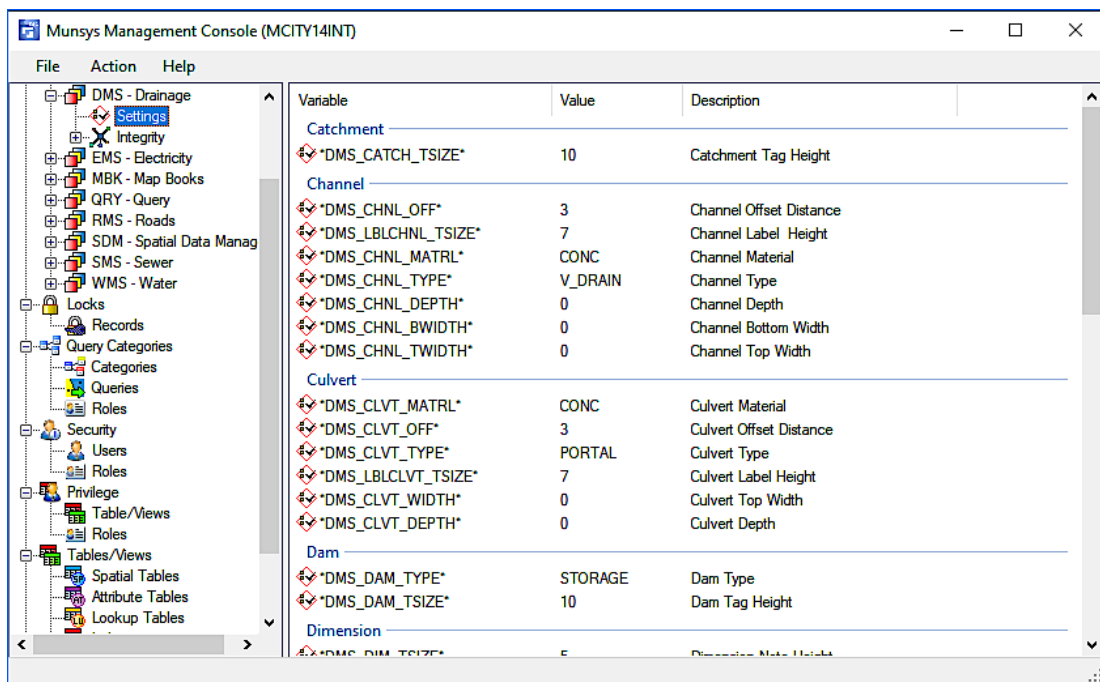 Munsys Management Console (MCITY14INT)
File Action Help
DMS - Drainage
Settings
Integrity
EMS - Electricity
MBK - Map Books
QRY - Query
RMS - Roads
SDM - Spatial Data Manag
SMS - Sewer
WMS - Water
Locks
Records
Query Categories
Categories
Queries
Roles
Security
Users
Roles
Privilege
Table/Views
Roles
Tables/Views
Spatial Tables
Attribute Tables
Lookup Tables
Variable Value Description
Catchment
*DMS_CATCH_TSIZE* 10 Catchment Tag Height
Channel
*DMS_CHNL_OFF* 3 Channel Offset Distance
*DMS_LBLCHNL_TSIZE* 7 Channel Label Height
*DMS_CHNL_MATRL* CONC Channel Material
*DMS_CHNL_TYPE* V_DRAIN Channel Type
*DMS_CHNL_DEPTH* 0 Channel Depth
*DMS_CHNL_BWIDTH* 0 Channel Bottom Width
*DMS_CHNL_TWIDTH* 0 Channel Top Width
Culvert
*DMS_CLVT_MATRL* CONC Culvert Material
*DMS_CLVT_OFF* 3 Culvert Offset Distance
*DMS_CLVT_TYPE* PORTAL Culvert Type
*DMS_LBLCLVT_TSIZE* 7 Culvert Label Height
*DMS_CLVT_WIDTH* 0 Culvert Top Width
*DMS_CLVT_DEPTH* 0 Culvert Depth
Dam
*DMS_DAM_TYPE* STORAGE Dam Type
*DMS_DAM_TSIZE* 10 Dam Tag Height
Dimension
*DMS_DIM_TSIZE* 5 Dimension Note Height